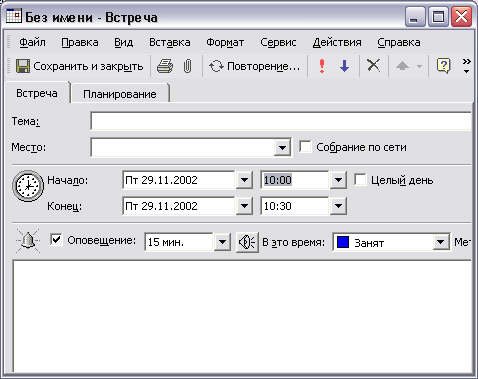 Без имени - Встреча
Файл Правка Вид Вставка Формат Сервис Действия Справка
Сохранить и закрыть Повторение...
Встреча Планирование
Тема:
Место: Собрание по сети
Начало: Пт 29.11.2002 10:00 Целый день
Конец: Пт 29.11.2002 10:30
Оповещение: 15 мин. В это время: Занят Мет